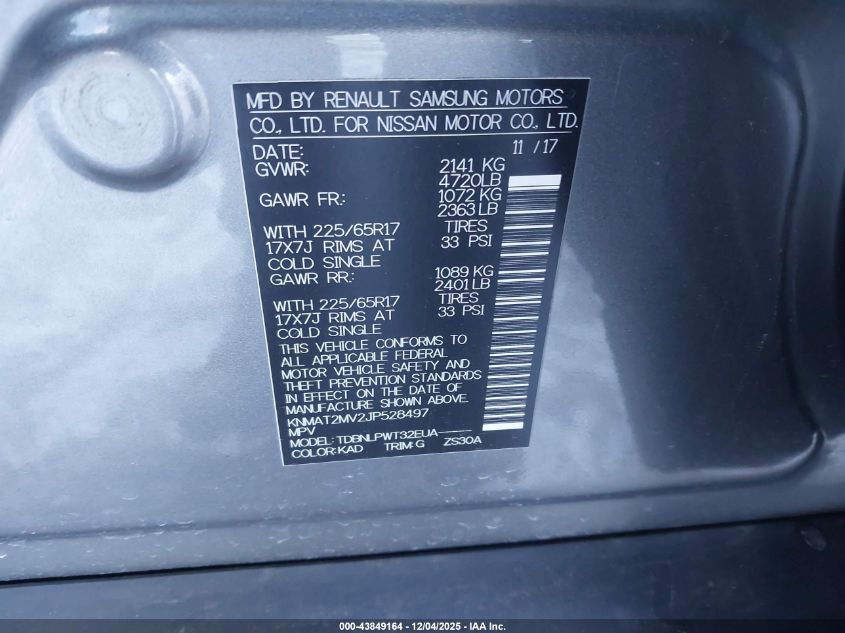 MFD BY RENAULT SAMSUNG MOTORS
CO., LTD. FOR NISSAN MOTOR CO., LTD.
DATE: 11 / 17
GVWR: 2141 KG
4720LB
GAWR FR: 1072 KG
2363LB
WITH 225/65R17 TIRES
17X7J RIMS AT 33 PSI
COLD SINGLE
GAWR RR: 1089 KG
2401LB
WITH 225/65R17 TIRES
17X7J RIMS AT 33 PSI
COLD SINGLE
THIS VEHICLE CONFORMS TO
ALL APPLICABLE FEDERAL
MOTOR VEHICLE SAFETY AND
THEFT PREVENTION STANDARDS
IN EFFECT ON THE DATE OF
MANUFACTURE SHOWN ABOVE.
KNMAT2MV2JP528497
MPV
MODEL: TDBNLPWT32EUA-----
COLOR:KAD TRIM:G ZS30A
000-43849164 - 12/04/2025 - IAA Inc.